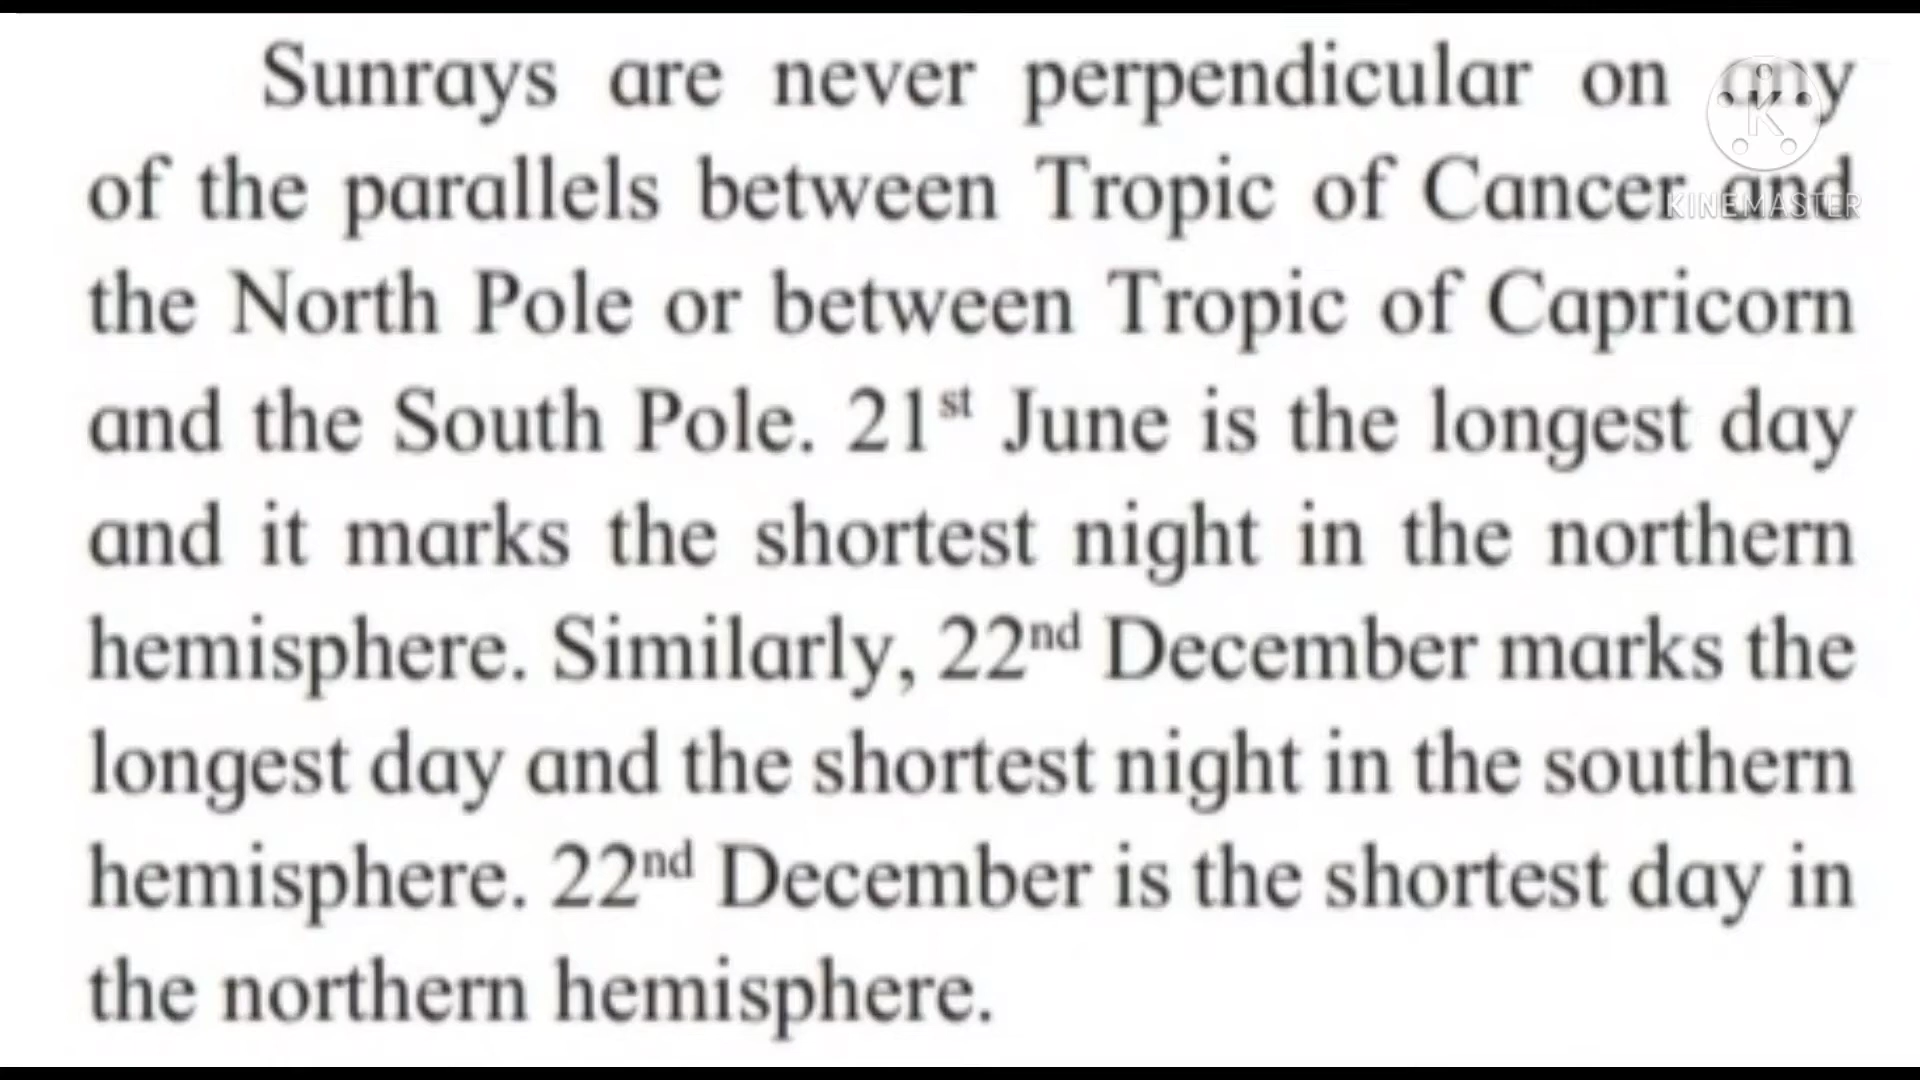 Sunrays are never perpendicular on any
of the parallels between Tropic of Cancer and
the North Pole or between Tropic of Capricorn
and the South Pole. 21st June is the longest day
and it marks the shortest night in the northern
hemisphere. Similarly, 22nd December marks the
longest day and the shortest night in the southern
hemisphere. 22nd December is the shortest day in
the northern hemisphere.
K
KINEMASTER